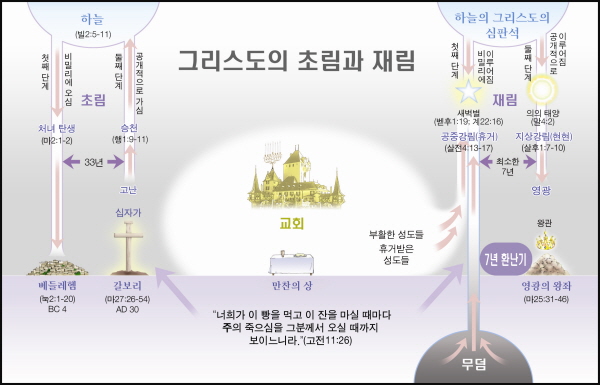 하늘
(빌2:5-11)
하늘의 그리스도의
심판석
그리스도의 초림과 재림
첫째 단계
비밀리에 오심
둘째 단계
공개적으로 가심
초림
처녀 탄생
(마2:1-2)
승천
(행1:9-11)
33년
고난
십자가
베들레헴
(눅2:1-20)
BC 4
갈보리
(마27:26-54)
AD 30
교회
만찬의 상
"너희가 이 빵을 먹고 이 잔을 마실 때마다
주의 죽으심을 그분께서 오실 때까지
보이느니라."(고전11:26)
첫째 단계
비밀리에
이루어짐
둘째 단계
공개적으로
이루어짐
재림
새벽별
(벧후1:19; 계22:16)
의의 태양
(말4:2)
공중강림(휴거)
(살전4:13-17)
지상강림(현현)
(살후1:7-10)
최소한
7년
영광
부활한 성도들
휴거받은
성도들
왕관
7년 환난기
영광의 왕좌
(마25:31-46)
무덤